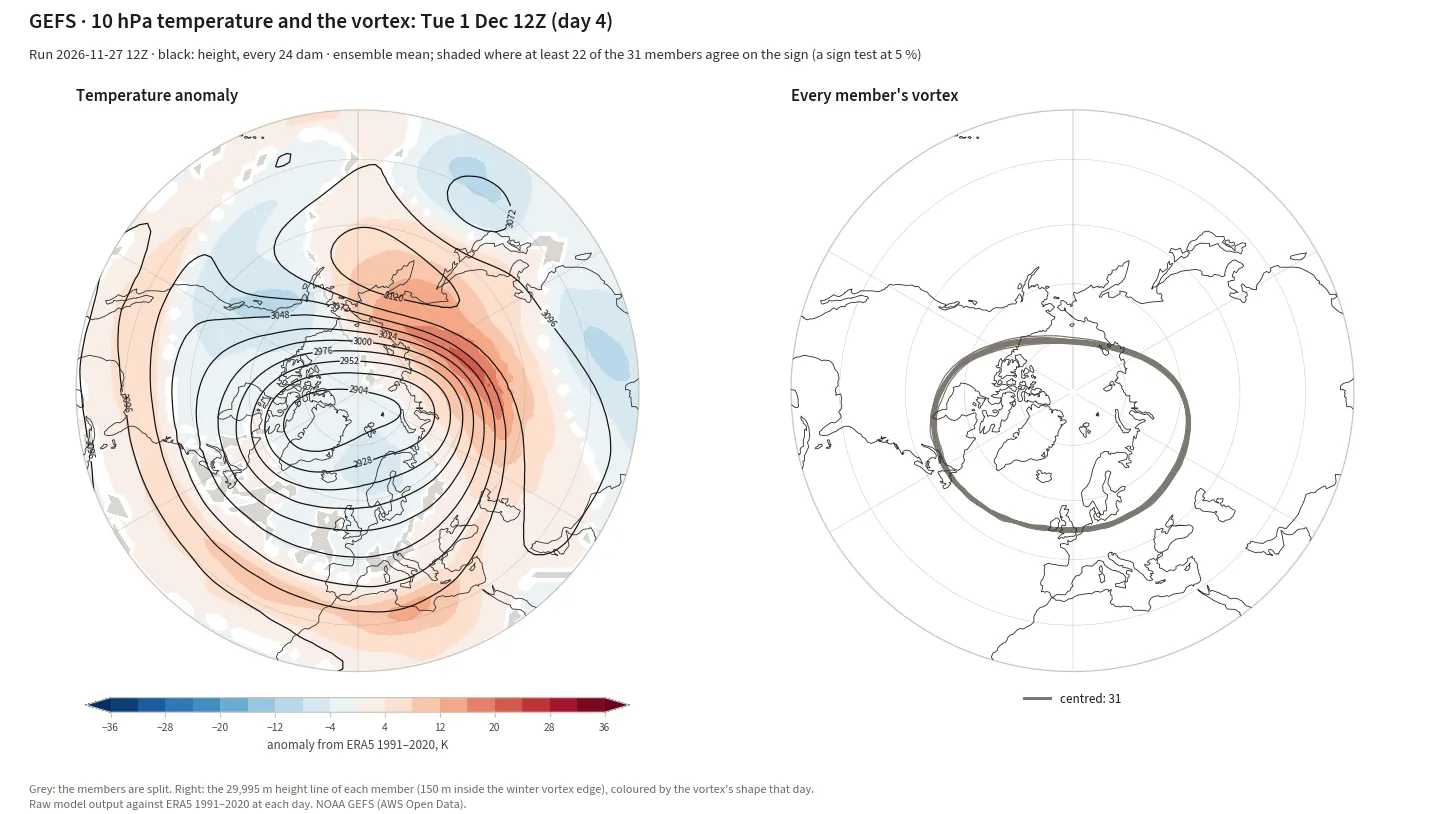 GEFS · 10 hPa temperature and the vortex: Tue 1 Dec 12Z (day 4)
Run 2026-11-27 12Z · black: height, every 24 dam · ensemble mean; shaded where at least 22 of the 31 members agree on the sign (a sign test at 5 %)
Temperature anomaly
Every member's vortex
3072
3120
3072
3096
3048
3024
3000
2976
2952
2904
3096
2928
centred: 31
−36 −28 −20 −12 −4 4 12 20 28 36
anomaly from ERA5 1991–2020, K
Grey: the members are split. Right: the 29,995 m height line of each member (150 m inside the winter vortex edge), coloured by the vortex's shape that day.
Raw model output against ERA5 1991–2020 at each day. NOAA GEFS (AWS Open Data).